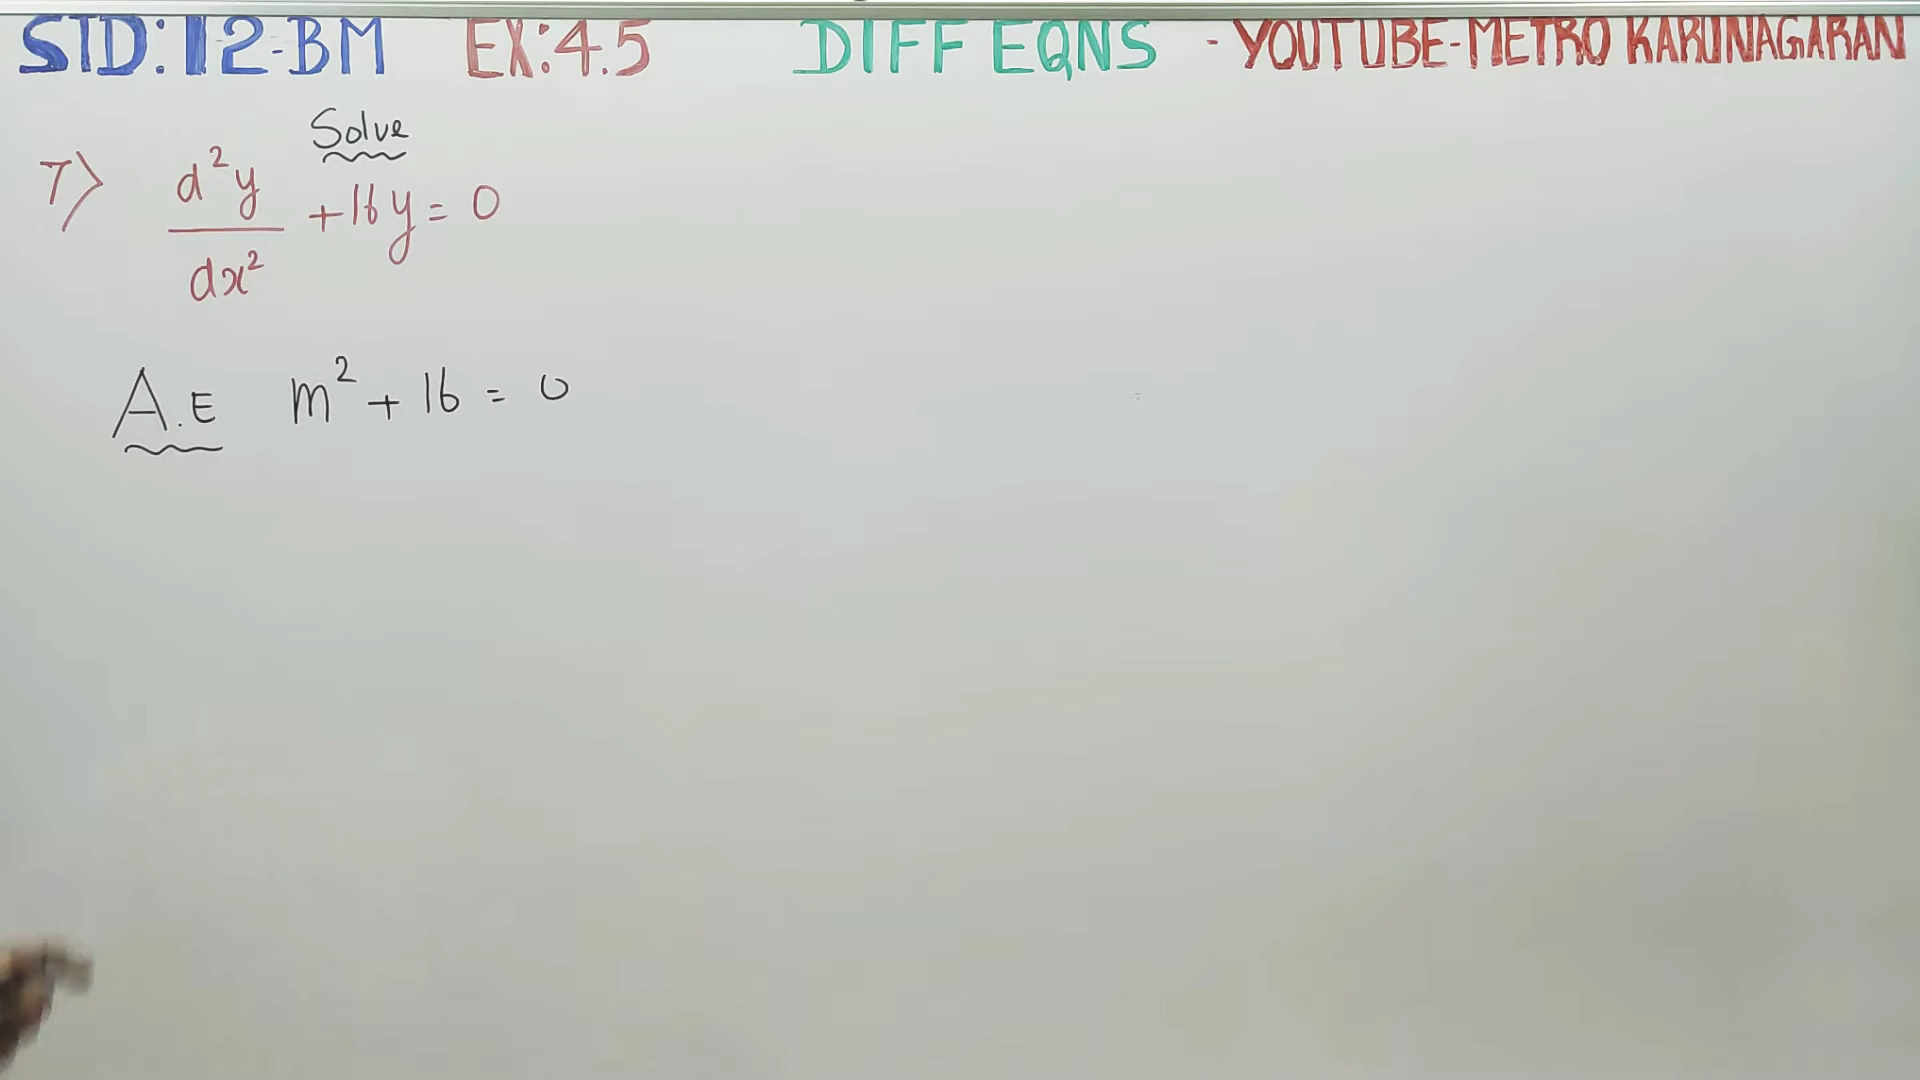 STD: 12-BM EX: 4.5 DIFF EQNS - YOUTUBE-METRO KARUNAGARAN
Solve
7> d²y/dx² + 16y = 0
A.E m² + 16 = 0